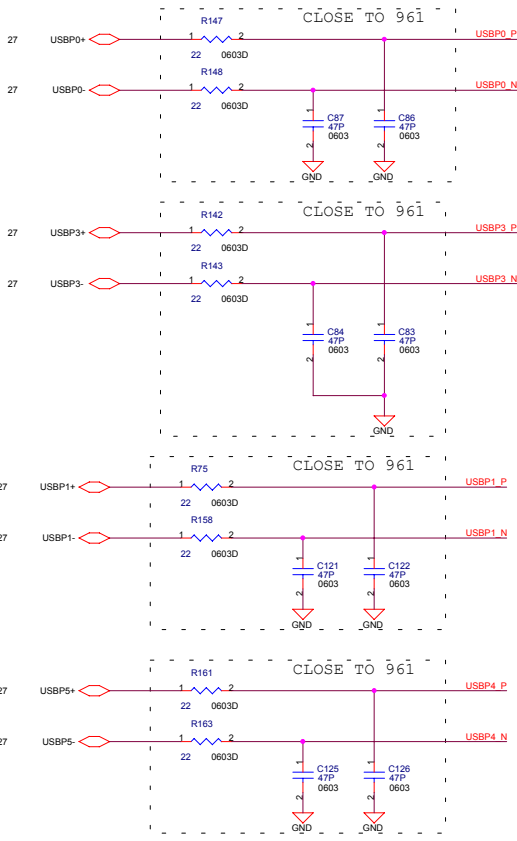 CLOSE TO 961
R147
27 USBP0+ 1 2 USBP0_P
22 0603D
R148
27 USBP0- 1 2 USBP0_N
22 0603D
1 C87 1 C86
47P 47P
2 0603 2 0603
GND GND
CLOSE TO 961
R142
27 USBP3+ 1 2 USBP3_P
22 0603D
R143
27 USBP3- 1 2 USBP3_N
22 0603D
1 C84 1 C83
47P 47P
2 0603 2 0603
GND
CLOSE TO 961
R75
27 USBP1+ 1 2 USBP1_P
22 0603D
R158
27 USBP1- 1 2 USBP1_N
22 0603D
1 C121 1 C122
47P 47P
2 0603 2 0603
GND GND
CLOSE TO 961
R161
27 USBP5+ 1 2 USBP4_P
22 0603D
R163
27 USBP5- 1 2 USBP4_N
22 0603D
1 C125 1 C126
47P 47P
2 0603 2 0603
GND GND